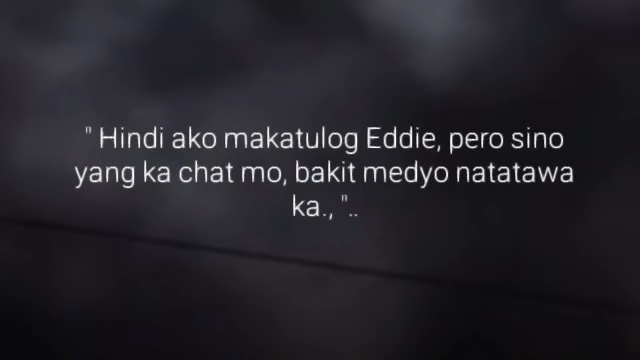 " Hindi ako makatulog Eddie, pero sino
yang ka chat mo, bakit medyo natatawa
ka., "..